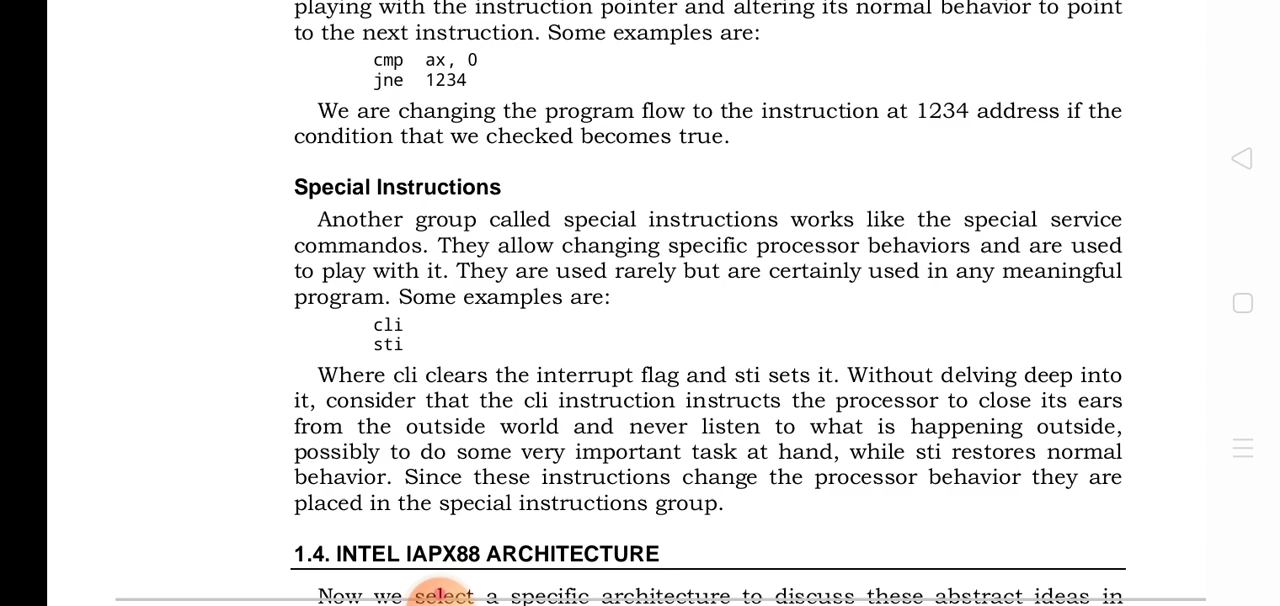 playing with the instruction pointer and altering its normal behavior to point
to the next instruction. Some examples are:
cmp ax, 0
jne 1234
We are changing the program flow to the instruction at 1234 address if the
condition that we checked becomes true.
Special Instructions
Another group called special instructions works like the special service
commandos. They allow changing specific processor behaviors and are used
to play with it. They are used rarely but are certainly used in any meaningful
program. Some examples are:
cli
sti
Where cli clears the interrupt flag and sti sets it. Without delving deep into
it, consider that the cli instruction instructs the processor to close its ears
from the outside world and never listen to what is happening outside,
possibly to do some very important task at hand, while sti restores normal
behavior. Since these instructions change the processor behavior they are
placed in the special instructions group.
1.4. INTEL IAPX88 ARCHITECTURE
Now we select a specific architecture to discuss these abstract ideas in